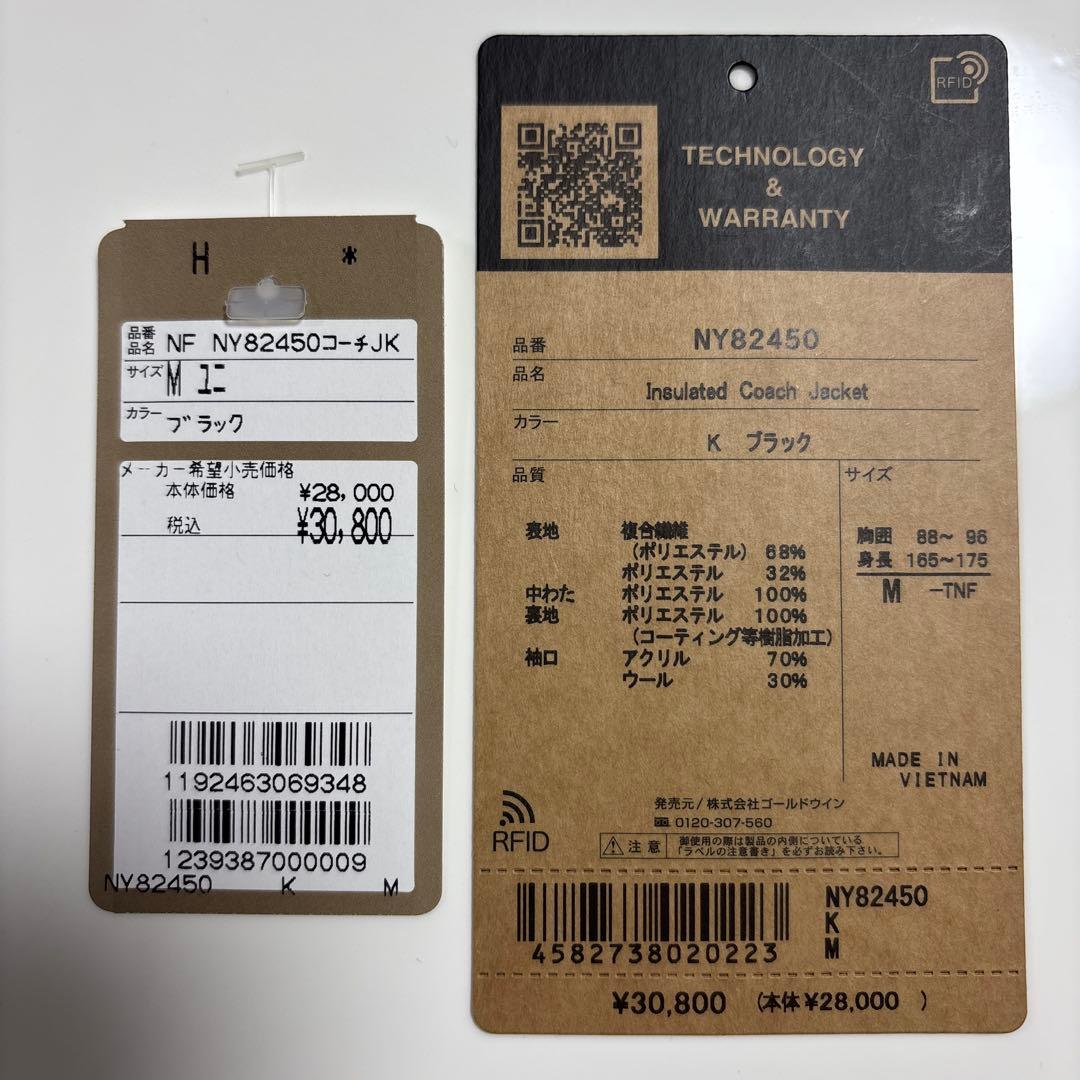 H *
品番
品名 NF NY82450コーチJK
サイズ M ユニ
カラー ブラック
メーカー希望小売価格
本体価格 ¥28,000
税込 ¥30,800
1192463069348
1239387000009
NY82450 K M
RFID
TECHNOLOGY
&
WARRANTY
品番 NY82450
品名
Insulated Coach Jacket
カラー
K ブラック
品質
表地 複合繊維
(ポリエステル) 68%
ポリエステル 32%
中わた ポリエステル 100%
裏地 ポリエステル 100%
(コーティング等樹脂加工)
袖口 アクリル 70%
ウール 30%
サイズ
胸囲 88~ 96
身長 165~175
M -TNF
MADE IN
VIETNAM
RFID
発売元/株式会社ゴールドウイン
0120-307-560
注意 御使用の際は製品の内側についている
「ラベルの注意書き」を必ずお読み下さい。
4582738020223
NY82450
K
M
¥30,800 (本体¥28,000 )